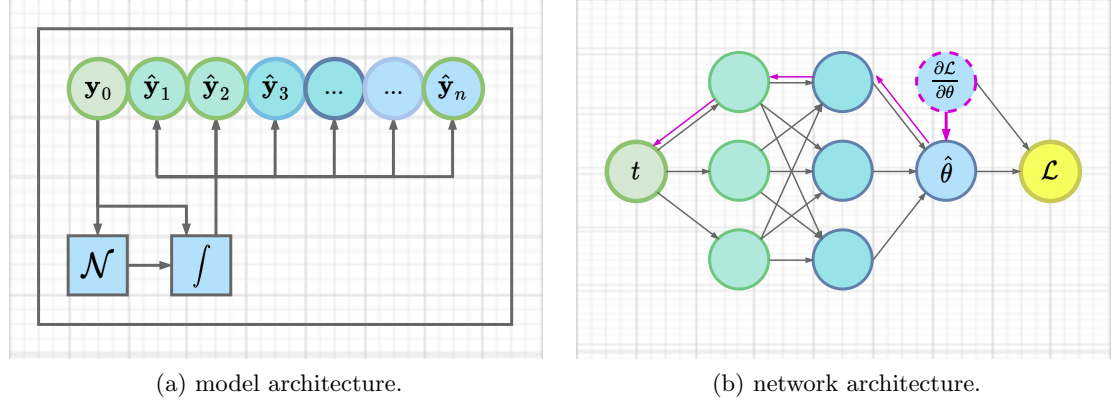 y₀ ŷ₁ ŷ₂ ŷ₃ ... ... ŷₙ
𝒩 ∫
(a) model architecture.
∂ℒ/∂θ
t θ̂ ℒ
(b) network architecture.